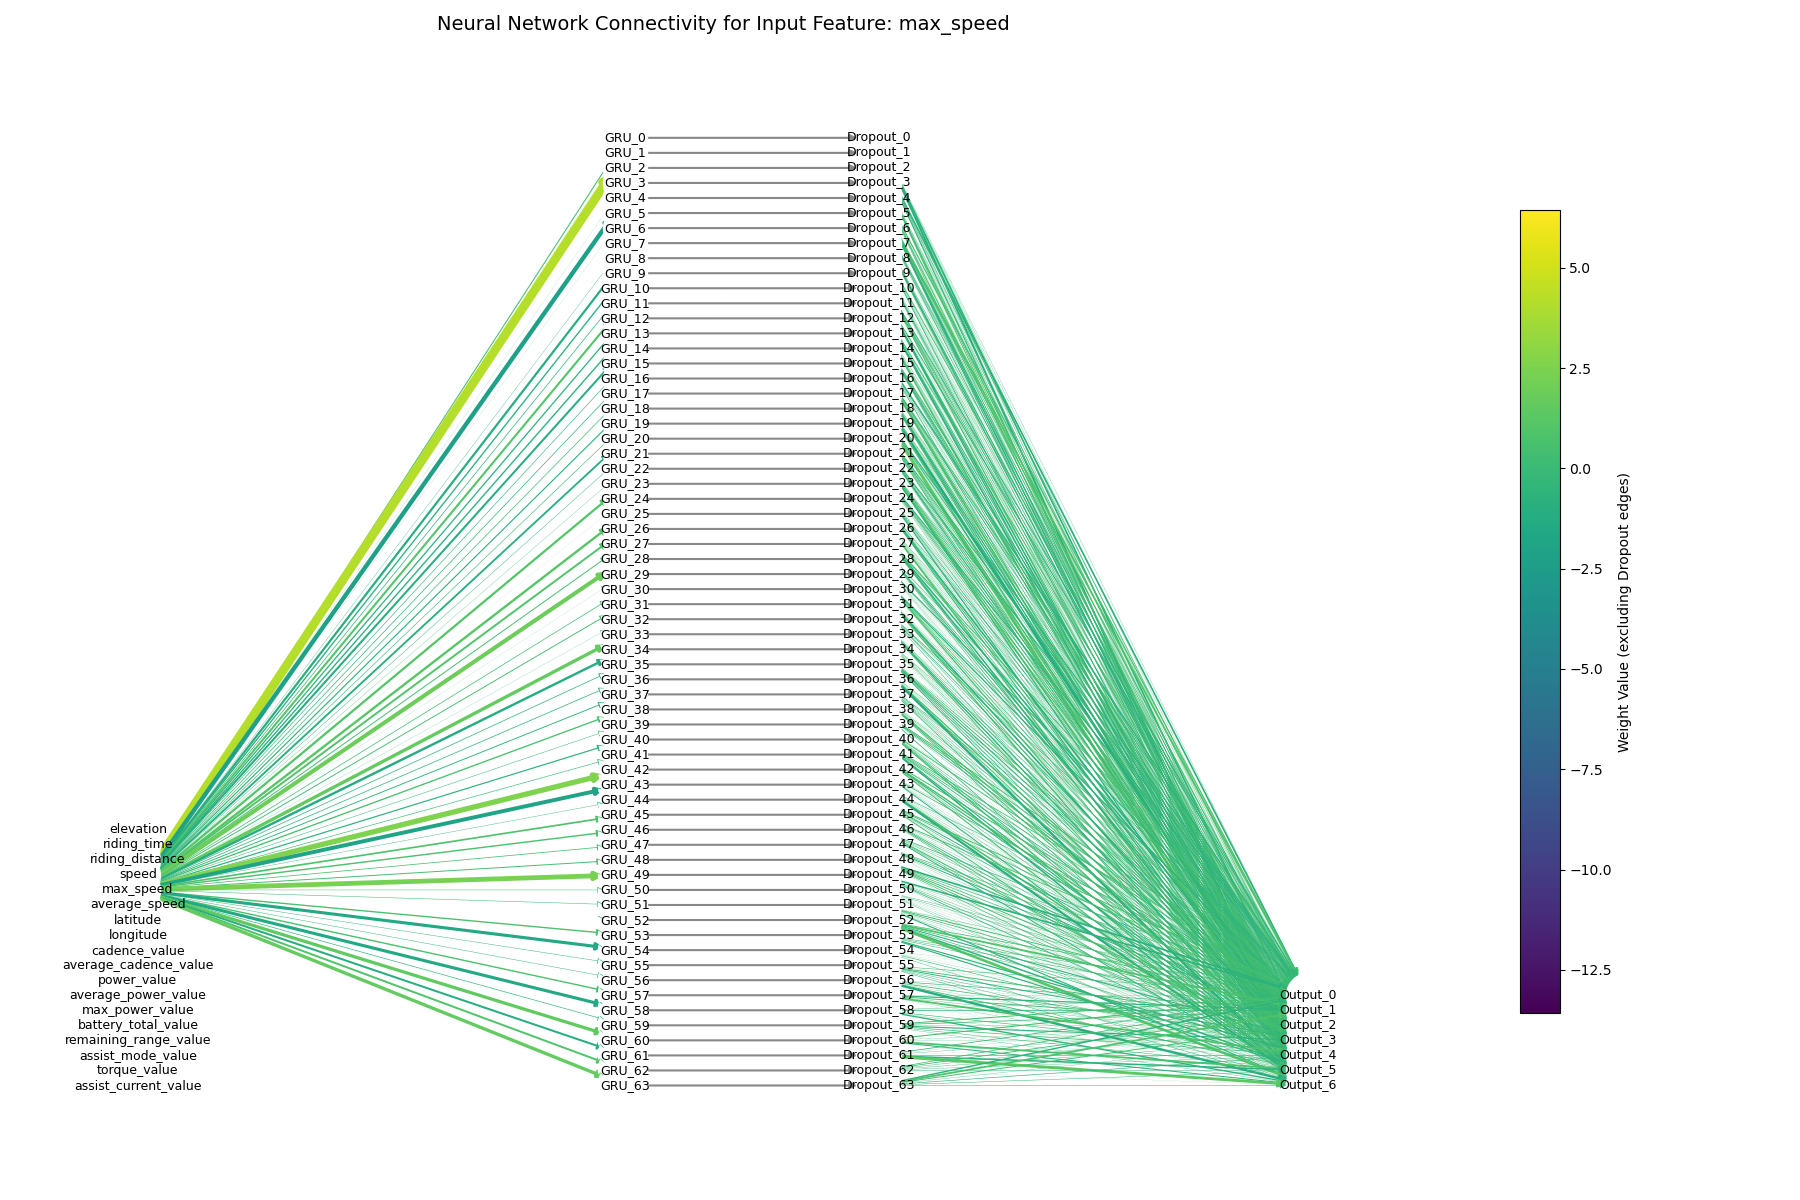 Neural Network Connectivity for Input Feature: max_speed
elevation
riding_time
riding_distance
speed
max_speed
average_speed
latitude
longitude
cadence_value
average_cadence_value
power_value
average_power_value
max_power_value
battery_total_value
remaining_range_value
assist_mode_value
torque_value
assist_current_value
GRU_0
GRU_1
GRU_2
GRU_3
GRU_4
GRU_5
GRU_6
GRU_7
GRU_8
GRU_9
GRU_10
GRU_11
GRU_12
GRU_13
GRU_14
GRU_15
GRU_16
GRU_17
GRU_18
GRU_19
GRU_20
GRU_21
GRU_22
GRU_23
GRU_24
GRU_25
GRU_26
GRU_27
GRU_28
GRU_29
GRU_30
GRU_31
GRU_32
GRU_33
GRU_34
GRU_35
GRU_36
GRU_37
GRU_38
GRU_39
GRU_40
GRU_41
GRU_42
GRU_43
GRU_44
GRU_45
GRU_46
GRU_47
GRU_48
GRU_49
GRU_50
GRU_51
GRU_52
GRU_53
GRU_54
GRU_55
GRU_56
GRU_57
GRU_58
GRU_59
GRU_60
GRU_61
GRU_62
GRU_63
Dropout_0
Dropout_1
Dropout_2
Dropout_3
Dropout_4
Dropout_5
Dropout_6
Dropout_7
Dropout_8
Dropout_9
Dropout_10
Dropout_11
Dropout_12
Dropout_13
Dropout_14
Dropout_15
Dropout_16
Dropout_17
Dropout_18
Dropout_19
Dropout_20
Dropout_21
Dropout_22
Dropout_23
Dropout_24
Dropout_25
Dropout_26
Dropout_27
Dropout_28
Dropout_29
Dropout_30
Dropout_31
Dropout_32
Dropout_33
Dropout_34
Dropout_35
Dropout_36
Dropout_37
Dropout_38
Dropout_39
Dropout_40
Dropout_41
Dropout_42
Dropout_43
Dropout_44
Dropout_45
Dropout_46
Dropout_47
Dropout_48
Dropout_49
Dropout_50
Dropout_51
Dropout_52
Dropout_53
Dropout_54
Dropout_55
Dropout_56
Dropout_57
Dropout_58
Dropout_59
Dropout_60
Dropout_61
Dropout_62
Dropout_63
Output_0
Output_1
Output_2
Output_3
Output_4
Output_5
Output_6
5.0
2.5
0.0
−2.5
−5.0
−7.5
−10.0
−12.5
Weight Value (excluding Dropout edges)